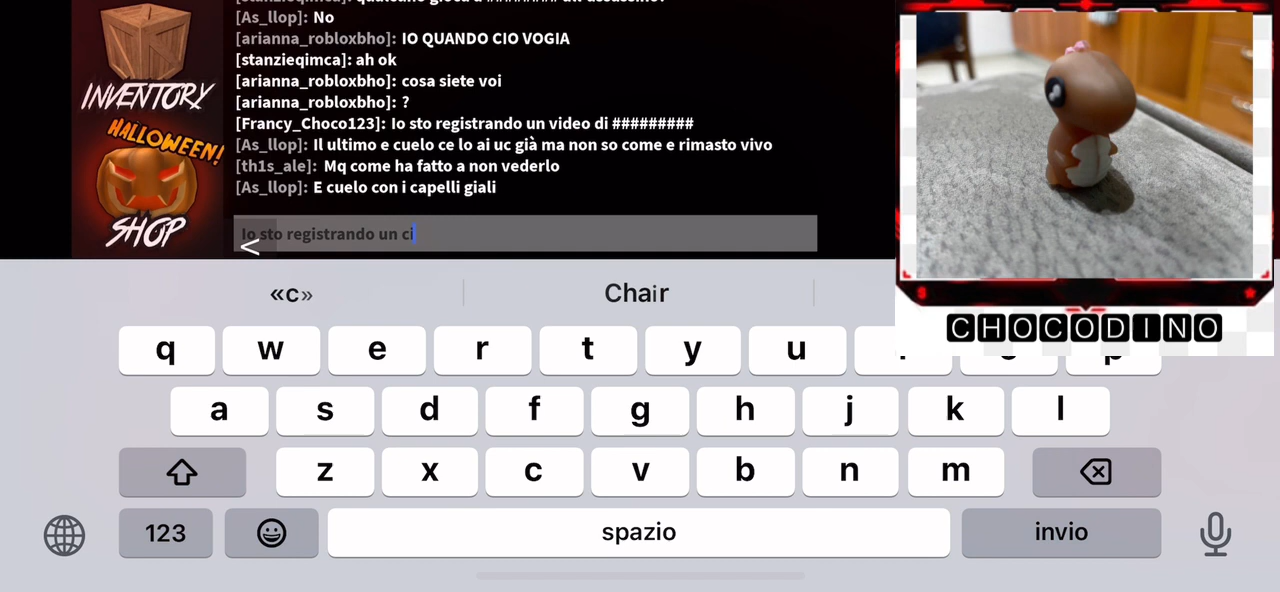 [As_llop]: No
[arianna_robloxbho]: IO QUANDO CIO VOGIA
[stanzieqimca]: ah ok
[arianna_robloxbho]: cosa siete voi
[arianna_robloxbho]: ?
[Francy_Choco123]: Io sto registrando un video di #########
[As_llop]: Il ultimo e cuelo ce lo ai uc già ma non so come e rimasto vivo
[th1s_ale]: Mq come ha fatto a non vederlo
[As_llop]: E cuelo con i capelli giali
Io sto registrando un ci
<
INVENTORY
HALLOWEEN!
SHOP
CHOCODINO
«c»
Chair
q w e r t y u
a s d f g h j k l
z x c v b n m
123
spazio
invio